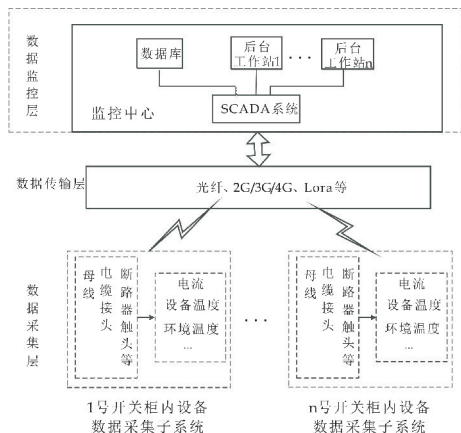 数据监控层
数据库
后台
工作站1
...
后台
工作站n
SCADA系统
监控中心
数据传输层
光纤、2G/3G/4G、Lora等
数据采集层
母线
电缆接头
断路器触头等
电流
设备温度
环境温度
...
...
母线
电缆接头
断路器触头等
电流
设备温度
环境温度
...
1号开关柜内设备
数据采集子系统
n号开关柜内设备
数据采集子系统